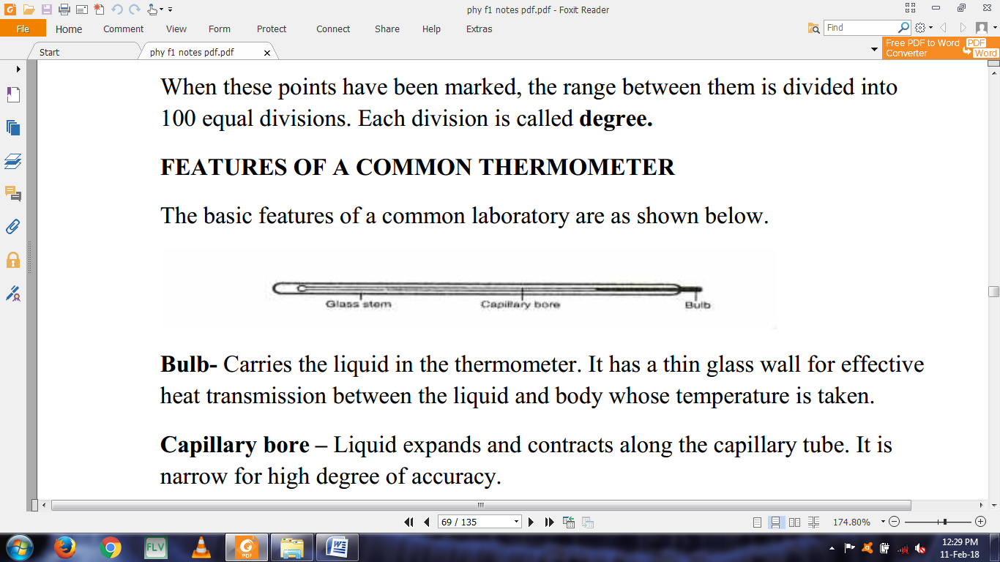 phy f1 notes pdf.pdf - Foxit Reader
File Home Comment View Form Protect Connect Share Help Extras
Find
Start
phy f1 notes pdf.pdf
Free PDF to Word Converter
PDF
Word
When these points have been marked, the range between them is divided into
100 equal divisions. Each division is called degree.
FEATURES OF A COMMON THERMOMETER
The basic features of a common laboratory are as shown below.
Glass stem Capillary bore Bulb
Bulb- Carries the liquid in the thermometer. It has a thin glass wall for effective
heat transmission between the liquid and body whose temperature is taken.
Capillary bore – Liquid expands and contracts along the capillary tube. It is
narrow for high degree of accuracy.
69 / 135
174.80%
FLV
PDF
12:29 PM
11-Feb-18